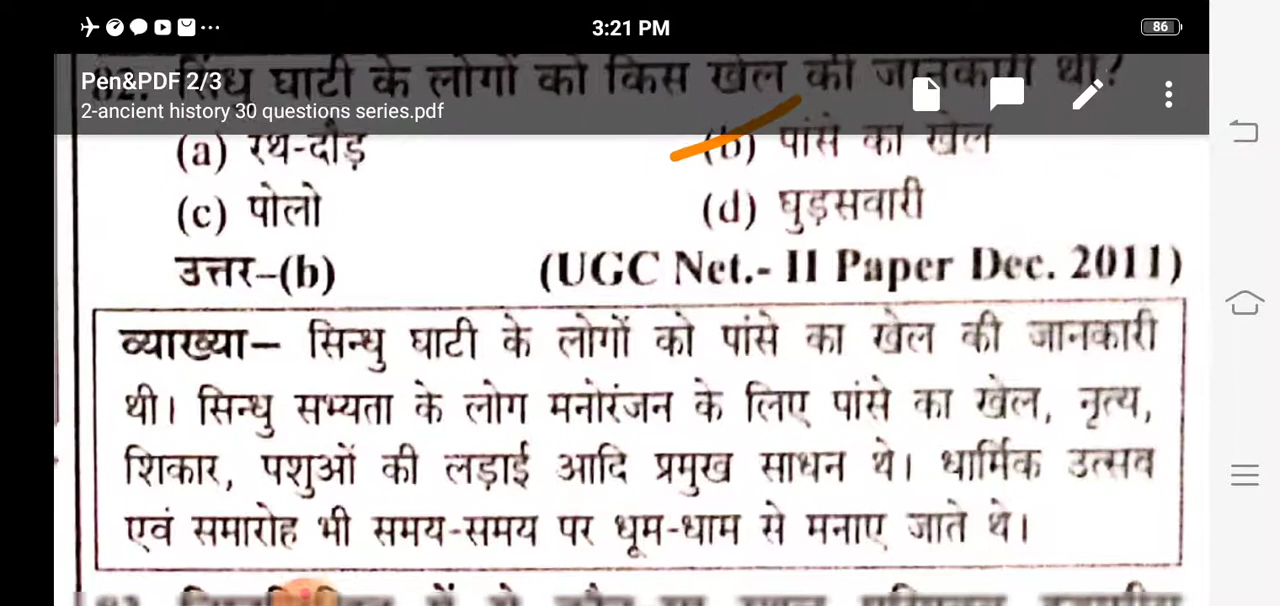 3:21 PM
86
Pen&PDF 2/3
2-ancient history 30 questions series.pdf
82. सिंधु घाटी के लोगों को किस खेल की जानकारी थी?
(a) रथ-दौड़ (b) पांसे का खेल
(c) पोलो (d) घुड़सवारी
उत्तर–(b) (UGC Net.- II Paper Dec. 2011)
व्याख्या– सिन्धु घाटी के लोगों को पांसे का खेल की जानकारी
थी। सिन्धु सभ्यता के लोग मनोरंजन के लिए पांसे का खेल, नृत्य,
शिकार, पशुओं की लड़ाई आदि प्रमुख साधन थे। धार्मिक उत्सव
एवं समारोह भी समय-समय पर धूम-धाम से मनाए जाते थे।